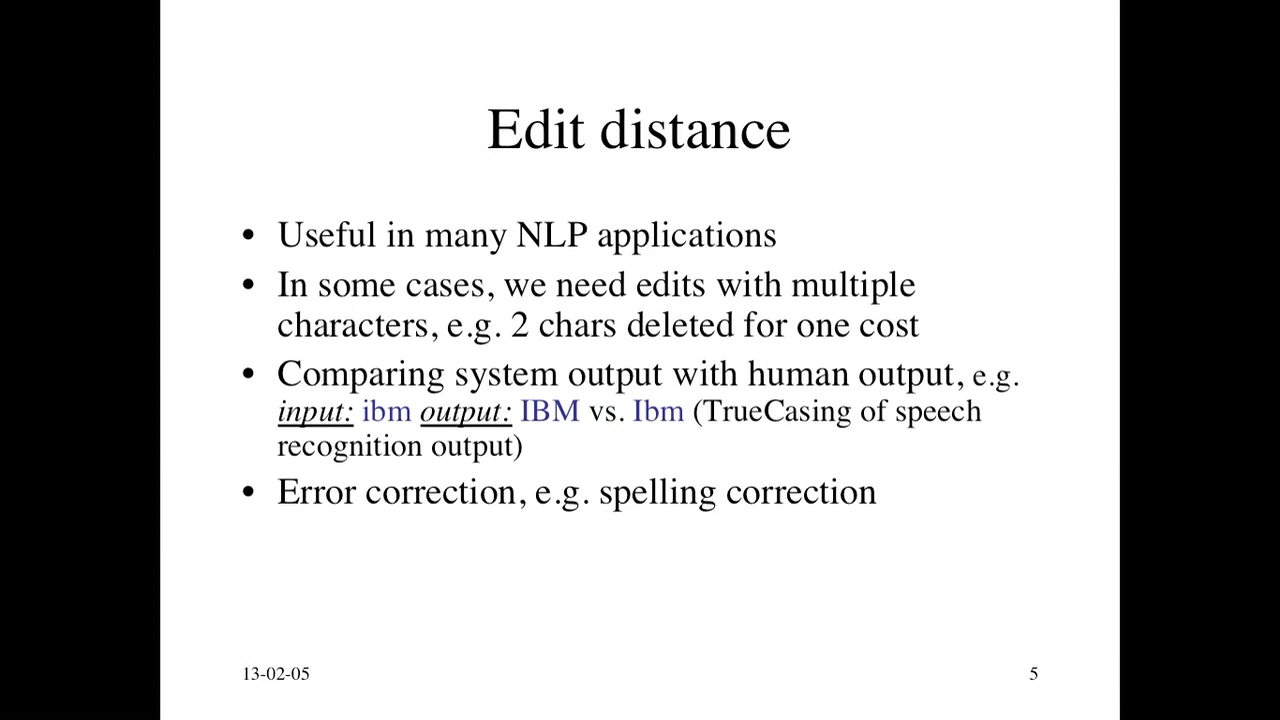 Edit distance
• Useful in many NLP applications
• In some cases, we need edits with multiple
characters, e.g. 2 chars deleted for one cost
• Comparing system output with human output, e.g.
input: ibm output: IBM vs. Ibm (TrueCasing of speech
recognition output)
• Error correction, e.g. spelling correction
13-02-05
5